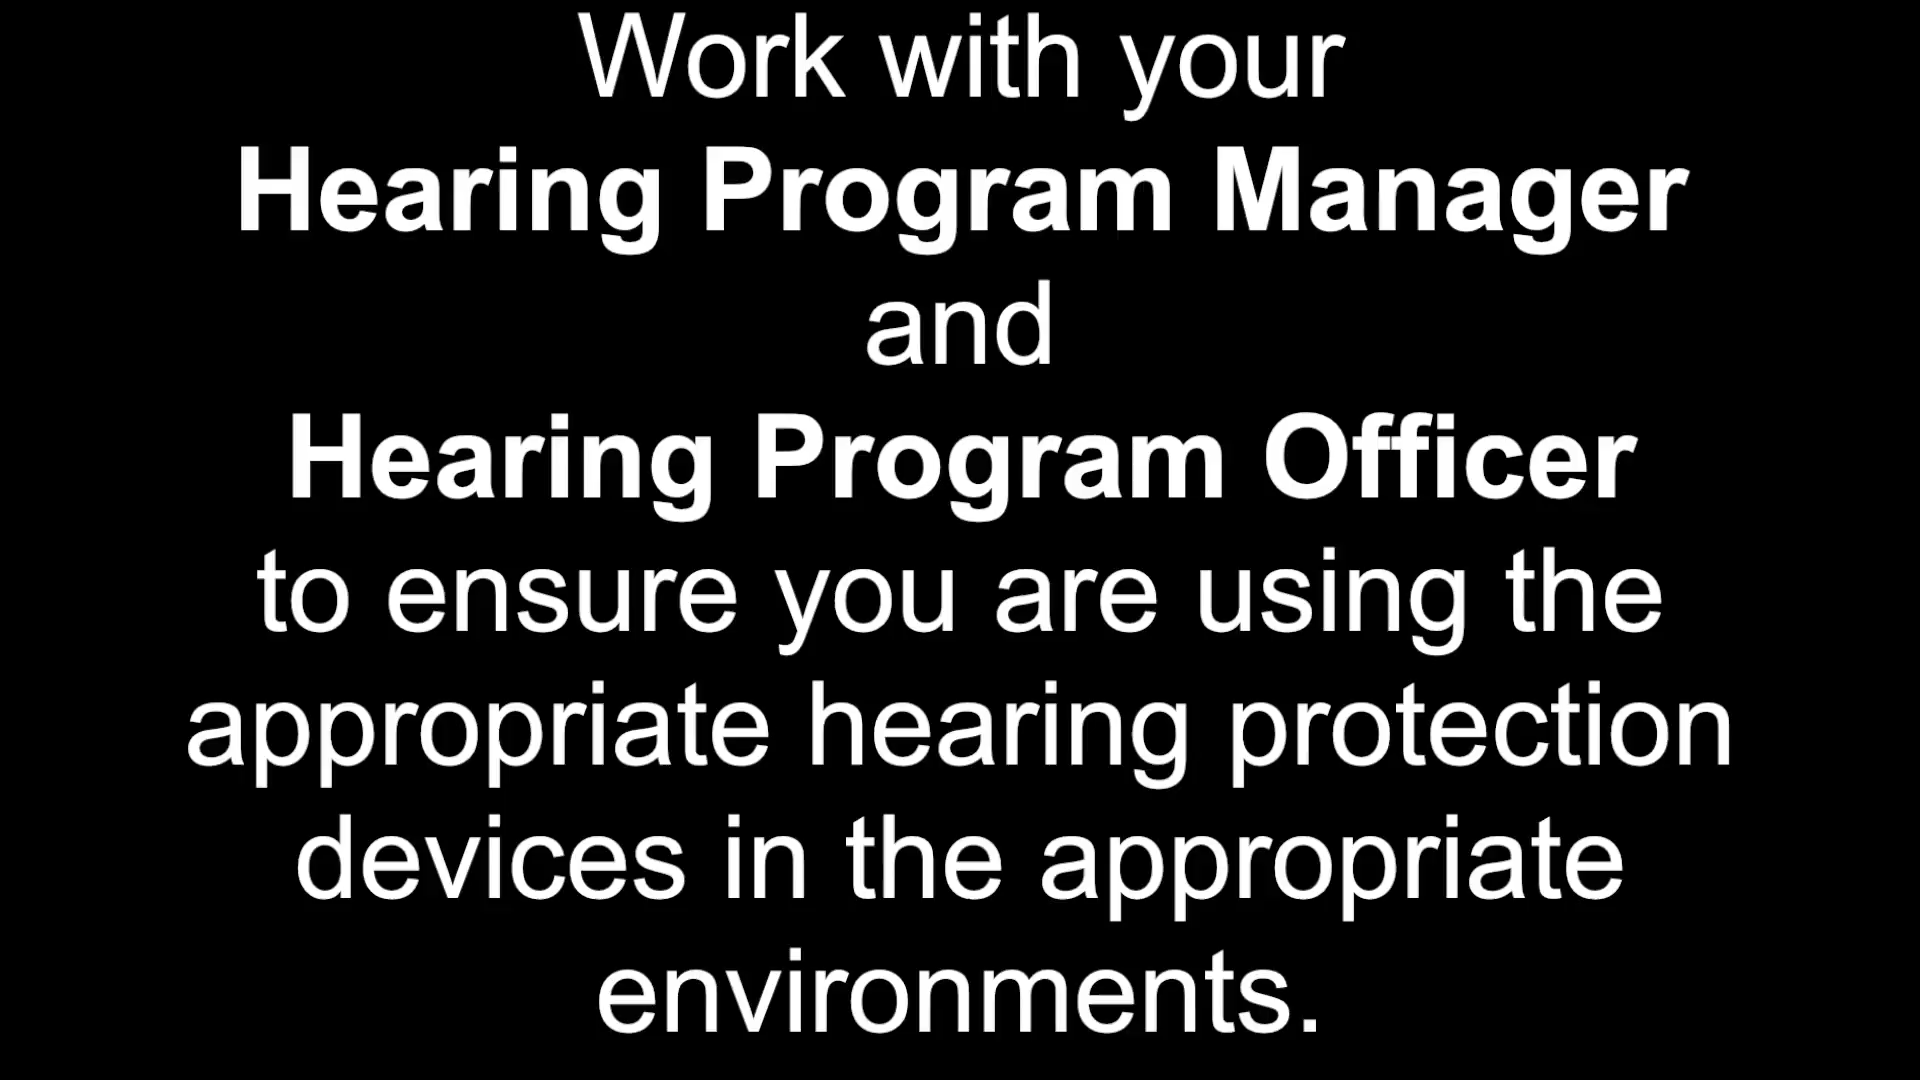 Work with your
Hearing Program Manager
and
Hearing Program Officer
to ensure you are using the
appropriate hearing protection
devices in the appropriate
environments.